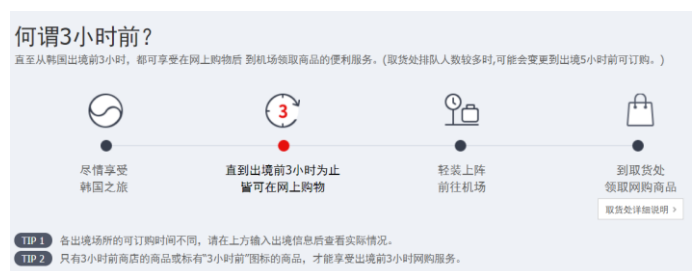 何谓3小时前?
直至从韩国出境前3小时，都可享受在网上购物后 到机场领取商品的便利服务。(取货处排队人数较多时,可能会变更到出境5小时前可订购。)
3
尽情享受
韩国之旅
直到出境前3小时为止
皆可在网上购物
轻装上阵
前往机场
到取货处
领取网购商品
取货处详细说明 >
TIP 1 各出境场所的可订购时间不同，请在上方输入出境信息后查看实际情况。
TIP 2 只有3小时前商店的商品或标有"3小时前"图标的商品，才能享受出境前3小时网购服务。